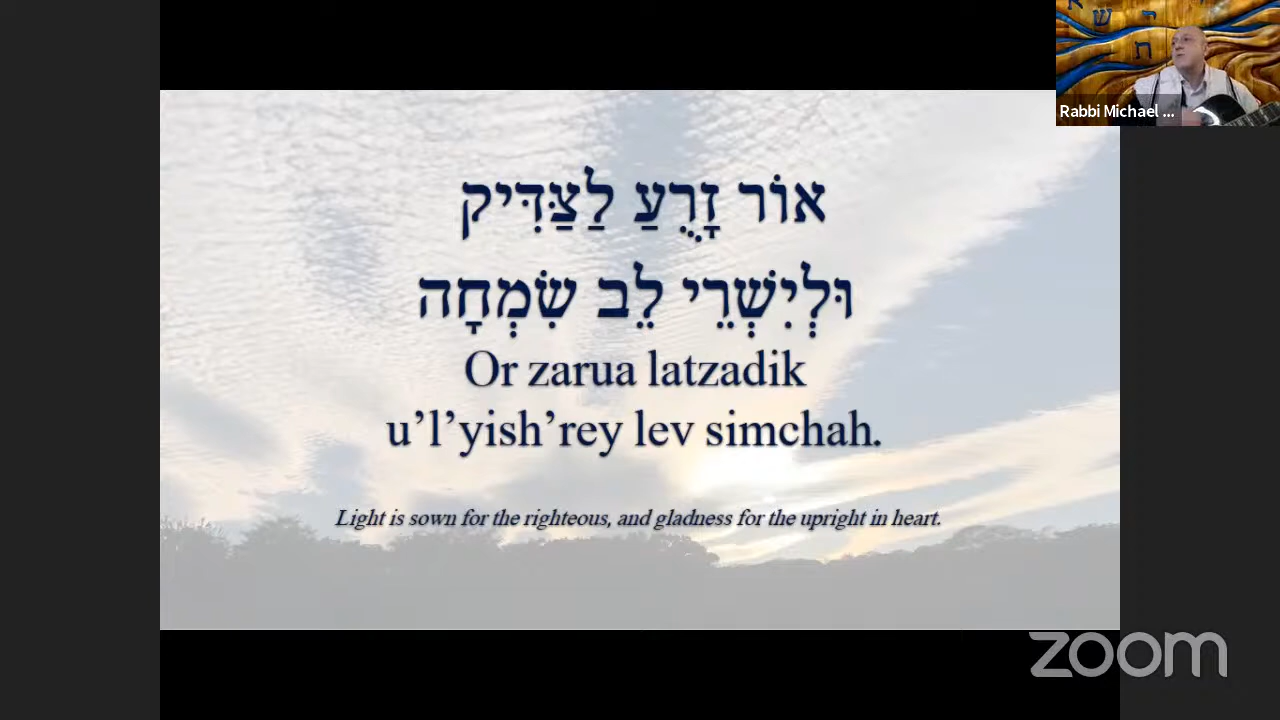 אוֹר זָרֻעַ לַצַּדִּיק
וּלְיִשְׁרֵי לֵב שִׂמְחָה
Or zarua latzadik
u’l’yish’rey lev simchah.
Light is sown for the righteous, and gladness for the upright in heart.
Rabbi Michael ...
zoom